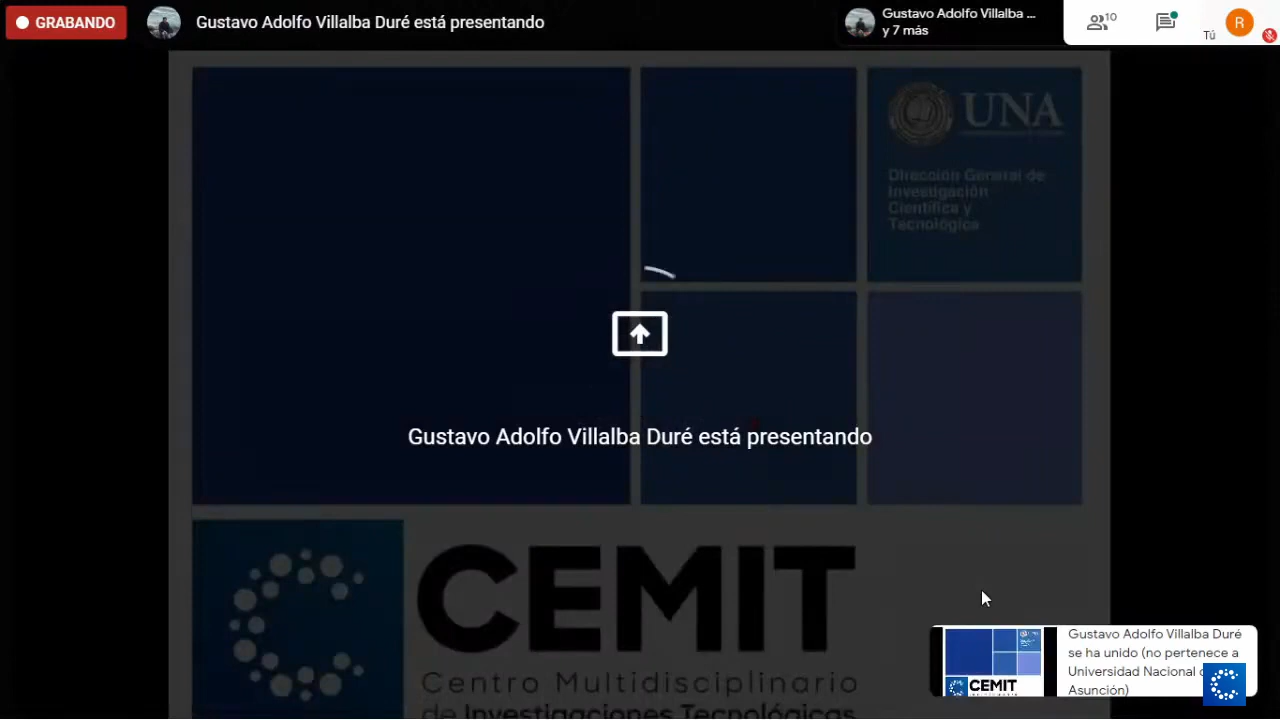 GRABANDO
Gustavo Adolfo Villalba Duré está presentando
Gustavo Adolfo Villalba ...
y 7 más
10
Tú
R
UNA
Dirección General de
Investigación
Científica y
Tecnológica
Gustavo Adolfo Villalba Duré está presentando
CEMIT
Centro Multidisciplinario
de Investigaciones Tecnológicas
Gustavo Adolfo Villalba Duré
se ha unido (no pertenece a
Universidad Nacional
Asunción)
CEMIT